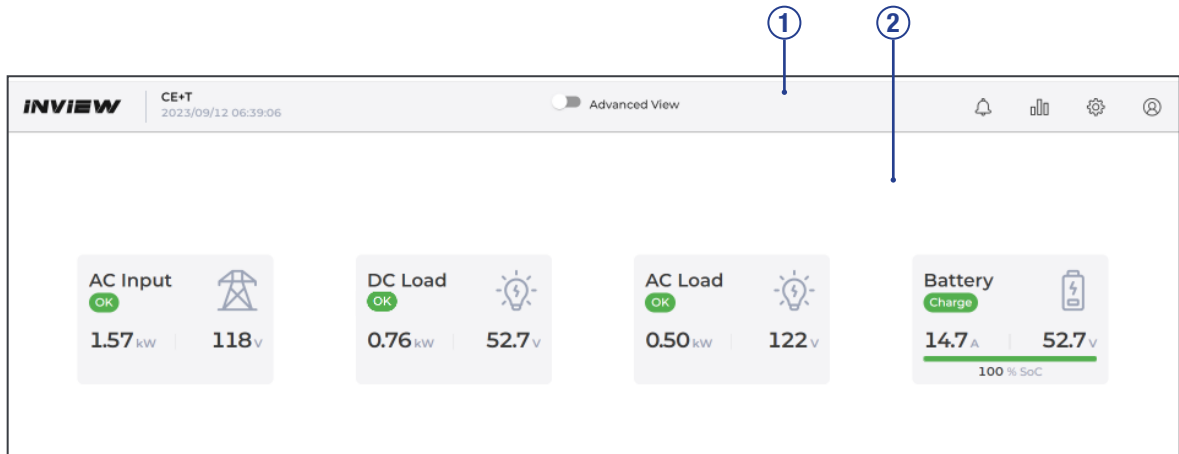 1 2
iNViEW CE+T Advanced View
2023/09/12 06:39:06
AC Input DC Load AC Load Battery
OK OK OK Charge
1.57 kW 118 V 0.76 kW 52.7 V 0.50 kW 122 V 14.7 A 52.7 V
100 % SoC